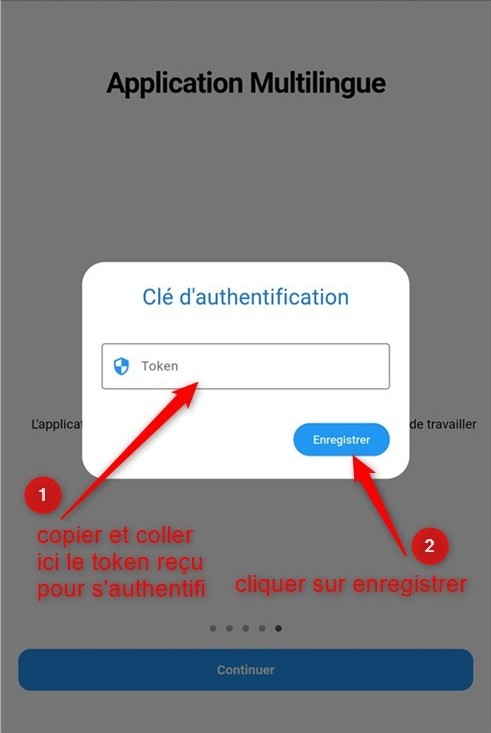 Application Multilingue
Clé d'authentification
Token
L'applicat
de travailler
Enregistrer
1
copier et coller
ici le token reçu
pour s'authentifi
2
cliquer sur enregistrer
Continuer